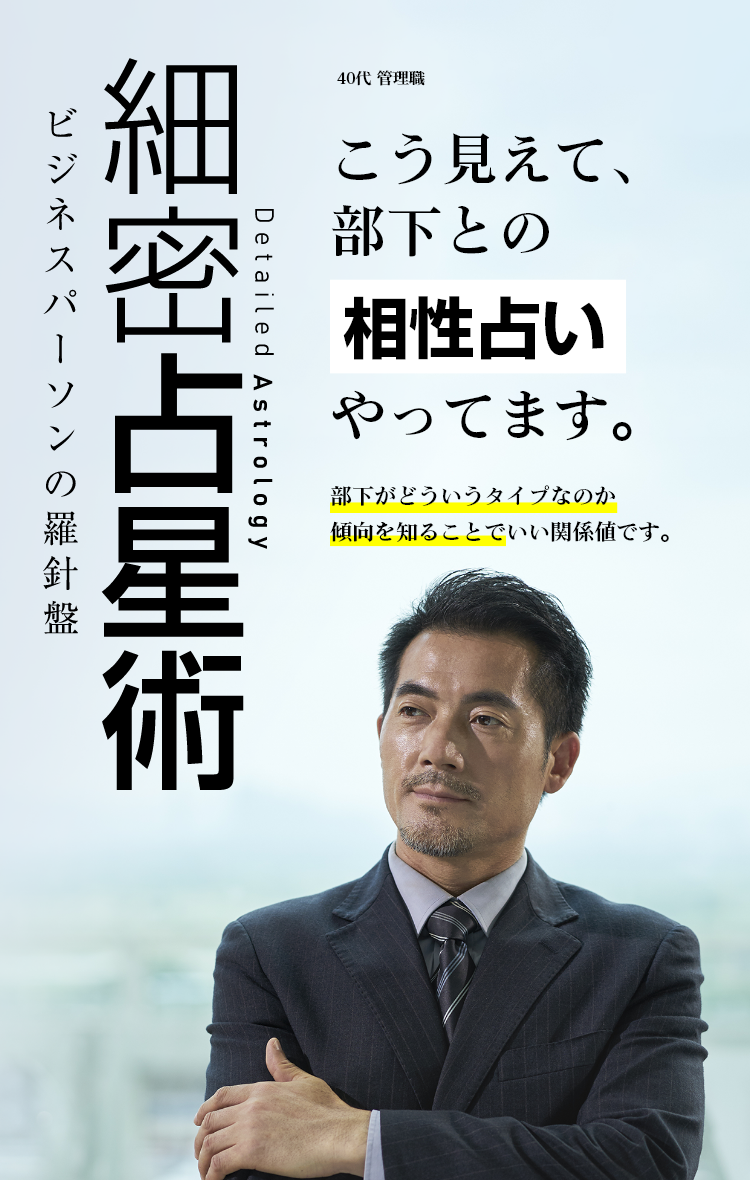 細密占星術
Detailed Astrology
ビジネスパーソンの羅針盤
40代 管理職
こう見えて、
部下との
相性占い
やってます。
部下がどういうタイプなのか
傾向を知ることでいい関係値です。